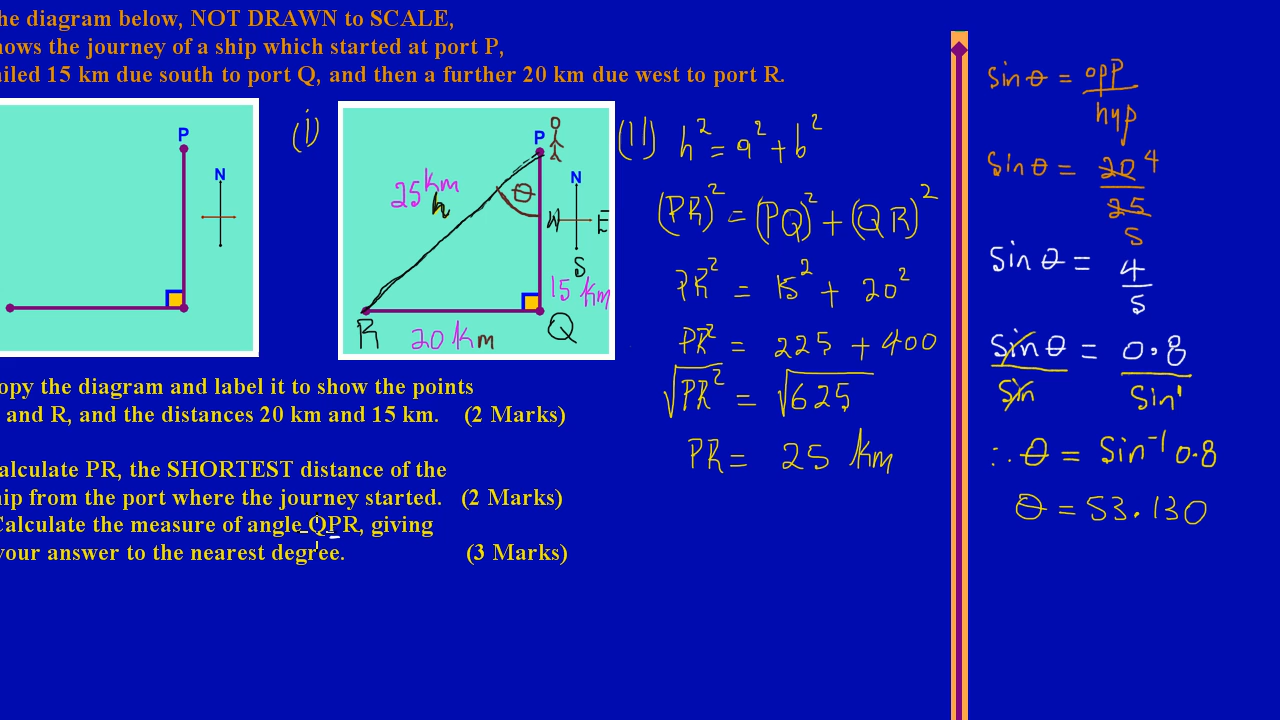 he diagram below, NOT DRAWN to SCALE,
hows the journey of a ship which started at port P,
ailed 15 km due south to port Q, and then a further 20 km due west to port R.
P
N
(i)
P
25 km
h
θ
N
W E
S
15 km
R
20 km
Q
(II) h² = a² + b²
(PR)² = (PQ)² + (QR)²
PR² = 15² + 20²
PR² = 225 + 400
√PR² = √625
PR = 25 km
opy the diagram and label it to show the points
and R, and the distances 20 km and 15 km. (2 Marks)
alculate PR, the SHORTEST distance of the
hip from the port where the journey started. (2 Marks)
Calculate the measure of angle QPR, giving
your answer to the nearest degree. (3 Marks)
Sin θ = opp/hyp
Sin θ = 20 4/25 5
Sin θ = 4/5
Sin θ/Sin = 0.8/Sin'
∴ θ = Sin⁻¹ 0.8
θ = 53.130